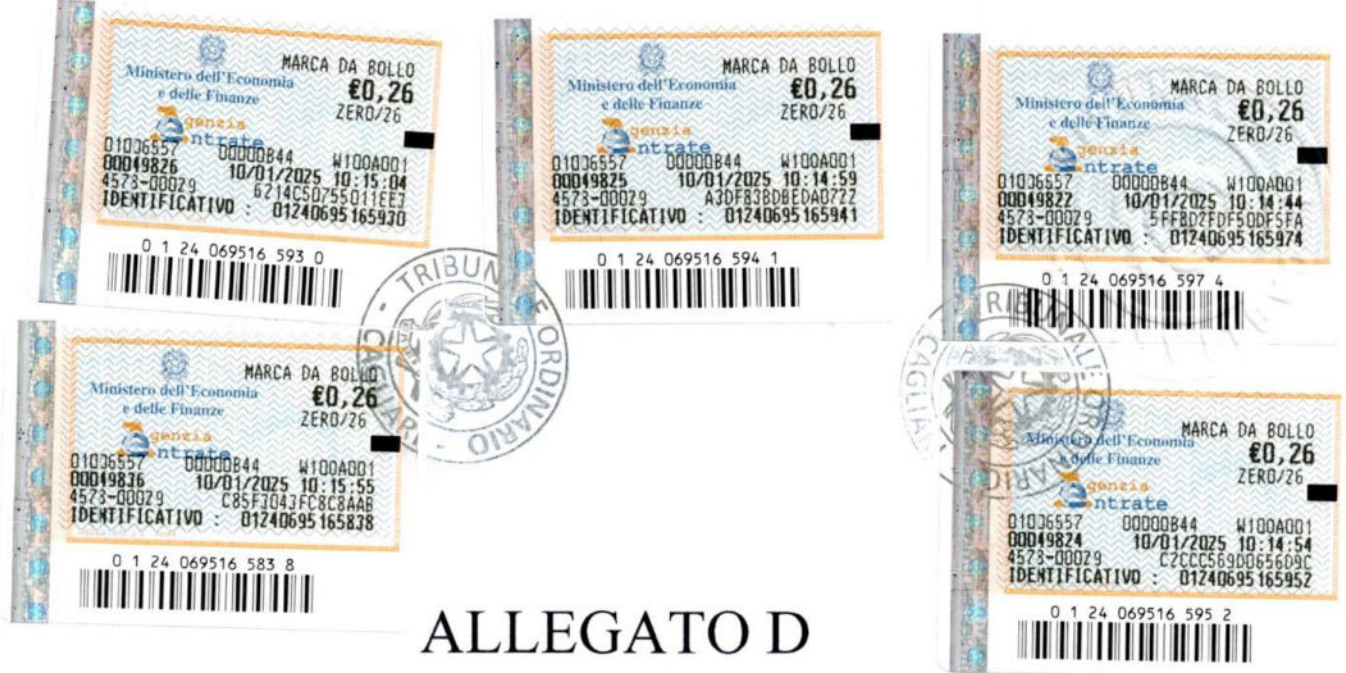 MARCA DA BOLLO
Ministero dell'Economia
e delle Finanze
€0,26
ZERO/26
genzia
ntrate
01036557 00000B44 W100A001
00049826 10/01/2025 10:15:04
4573-00029 6214C50755011EE3
IDENTIFICATIVO : 01240695165930
0 1 24 069516 593 0
MARCA DA BOLLO
Ministero dell'Economia
e delle Finanze
€0,26
ZERO/26
genzia
ntrate
01036557 00000B44 W100A001
00049825 10/01/2025 10:14:59
4573-00029 A3DF83BDBEDA0722
IDENTIFICATIVO : 01240695165941
0 1 24 069516 594 1
MARCA DA BOLLO
Ministero dell'Economia
e delle Finanze
€0,26
ZERO/26
genzia
ntrate
01036557 00000B44 W100A001
00049822 10/01/2025 10:14:44
4573-00029 5FFBD2FDF50DF5FA
IDENTIFICATIVO : 01240695165974
0 1 24 069516 597 4
MARCA DA BOLLO
Ministero dell'Economia
e delle Finanze
€0,26
ZERO/26
genzia
ntrate
01036557 00000B44 W100A001
00049836 10/01/2025 10:15:55
4573-00029 C85F3043FC8C8AAB
IDENTIFICATIVO : 01240695165838
0 1 24 069516 583 8
TRIBUNALE ORDINARIO - CAGLIARI -
MARCA DA BOLLO
Ministero dell'Economia
e delle Finanze
€0,26
ZERO/26
genzia
ntrate
01036557 00000B44 W100A001
00049824 10/01/2025 10:14:54
4573-00029 C2CCC569D0656D9C
IDENTIFICATIVO : 01240695165952
0 1 24 069516 595 2
TRIBUNALE ORDINARIO - CAGLIARI
ALLEGATO D